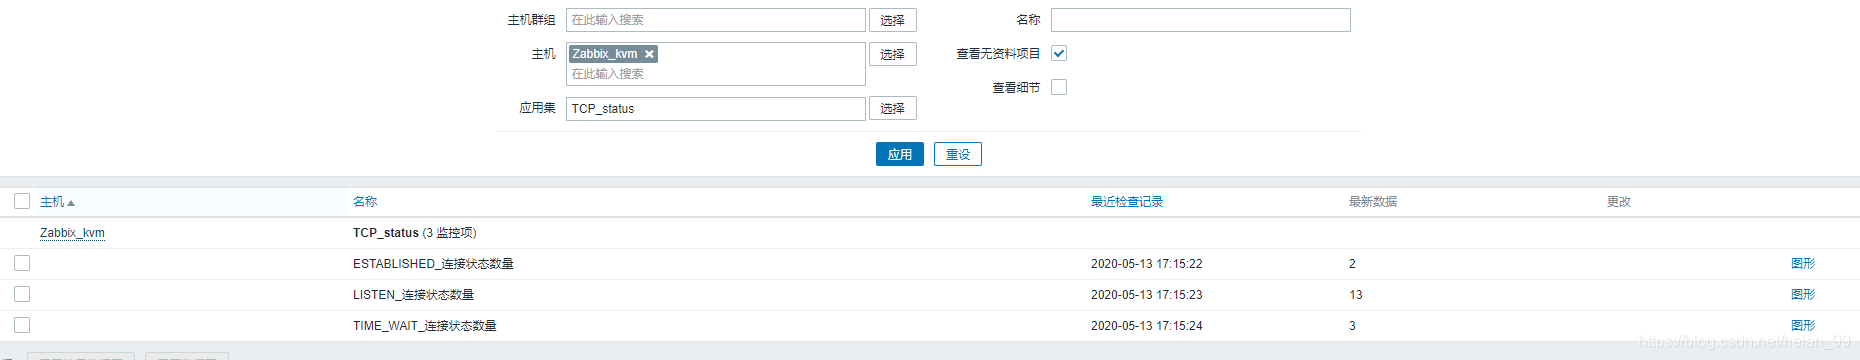 主机群组 在此输入搜索 选择 名称
主机 Zabbix_kvm 选择 查看无资料项目
在此输入搜索
查看细节
应用集 TCP_status 选择
应用 重设
主机 名称 最近检查记录 最新数据 更改
Zabbix_kvm TCP_status (3 监控项)
ESTABLISHED_连接状态数量 2020-05-13 17:15:22 2 图形
LISTEN_连接状态数量 2020-05-13 17:15:23 13 图形
TIME_WAIT_连接状态数量 2020-05-13 17:15:24 3 图形
https://blog.csdn.net/heian_99